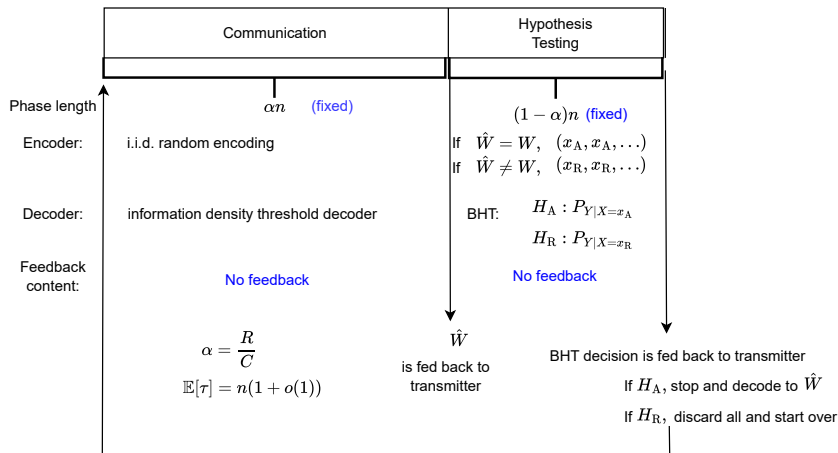 Communication
Hypothesis
Testing
Phase length
αn (fixed)
(1 − α)n (fixed)
Encoder:
i.i.d. random encoding
If Ŵ = W, (x_A, x_A, …)
If Ŵ ≠ W, (x_R, x_R, …)
Decoder:
information density threshold decoder
BHT:
H_A : P_{Y|X=x_A}
H_R : P_{Y|X=x_R}
Feedback
content:
No feedback
No feedback
α = R/C
𝔼[τ] = n(1 + o(1))
Ŵ
is fed back to
transmitter
BHT decision is fed back to transmitter
If H_A, stop and decode to Ŵ
If H_R, discard all and start over